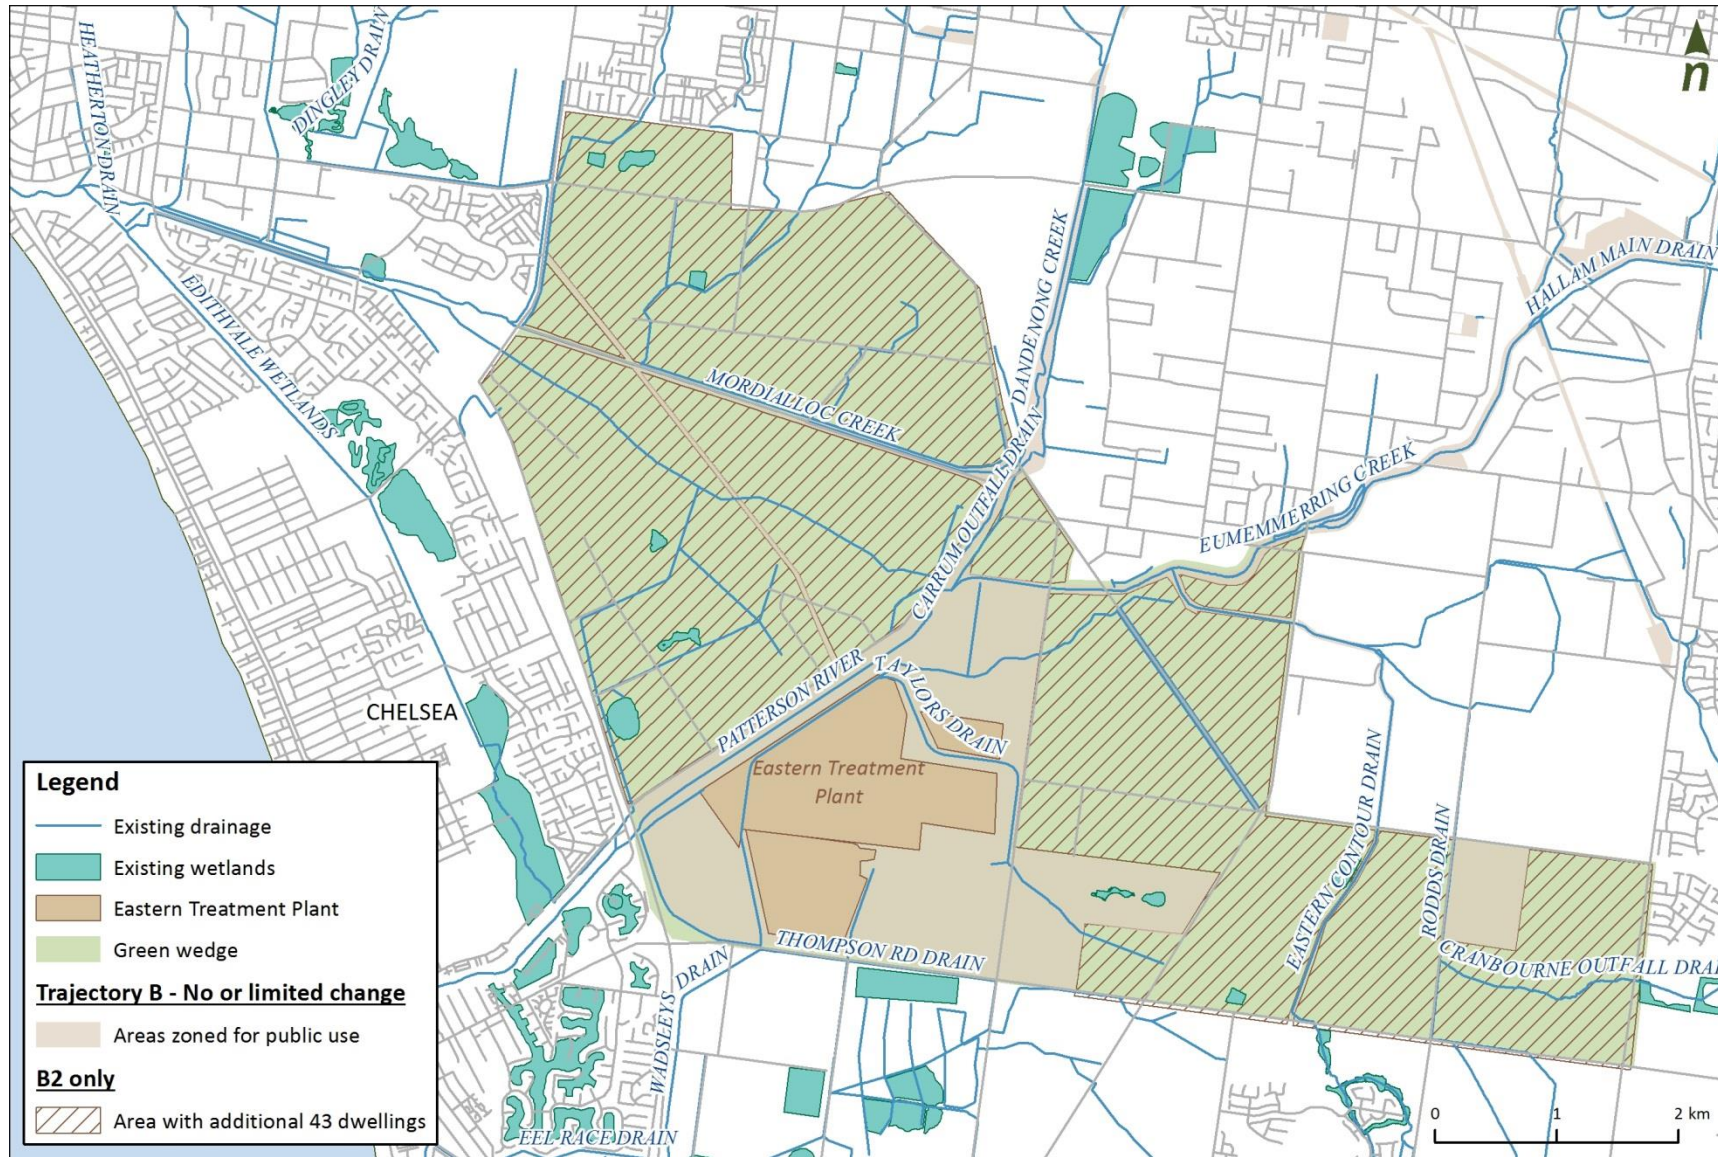 HEATHERTON DRAIN
DINGLEY DRAIN
n
EDITHVALE WETLANDS
MORDIALLOC CREEK
DANDENONG CREEK
CARRUM OUTFALL DRAIN
HALLAM MAIN DRAIN
EUMEMMERRING CREEK
CHELSEA
PATTERSON RIVER
TAYLORS DRAIN
Eastern Treatment
Plant
EASTERN CONTOUR DRAIN
RODDS DRAIN
CRANBOURNE OUTFALL DRAI
THOMPSON RD DRAIN
WADSLEYS DRAIN
EEL RACE DRAIN
Legend
Existing drainage
Existing wetlands
Eastern Treatment Plant
Green wedge
Trajectory B - No or limited change
Areas zoned for public use
B2 only
Area with additional 43 dwellings
0 1 2 km